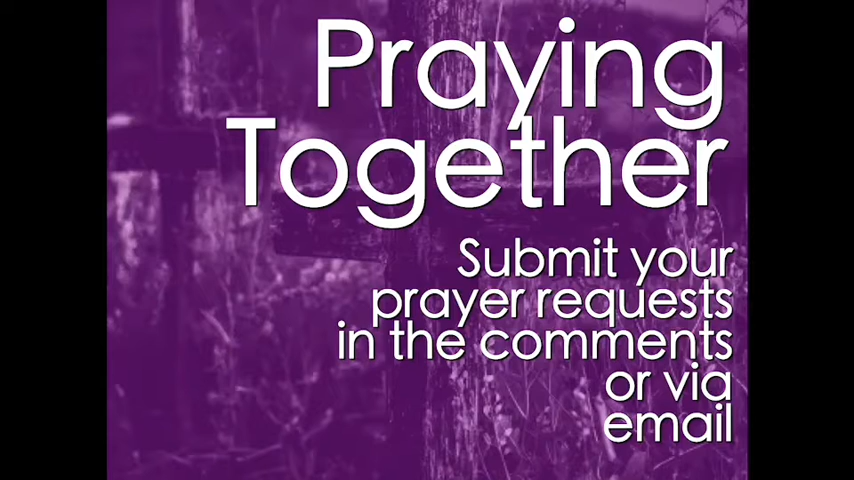 Praying
Together
Submit your
prayer requests
in the comments
or via
email